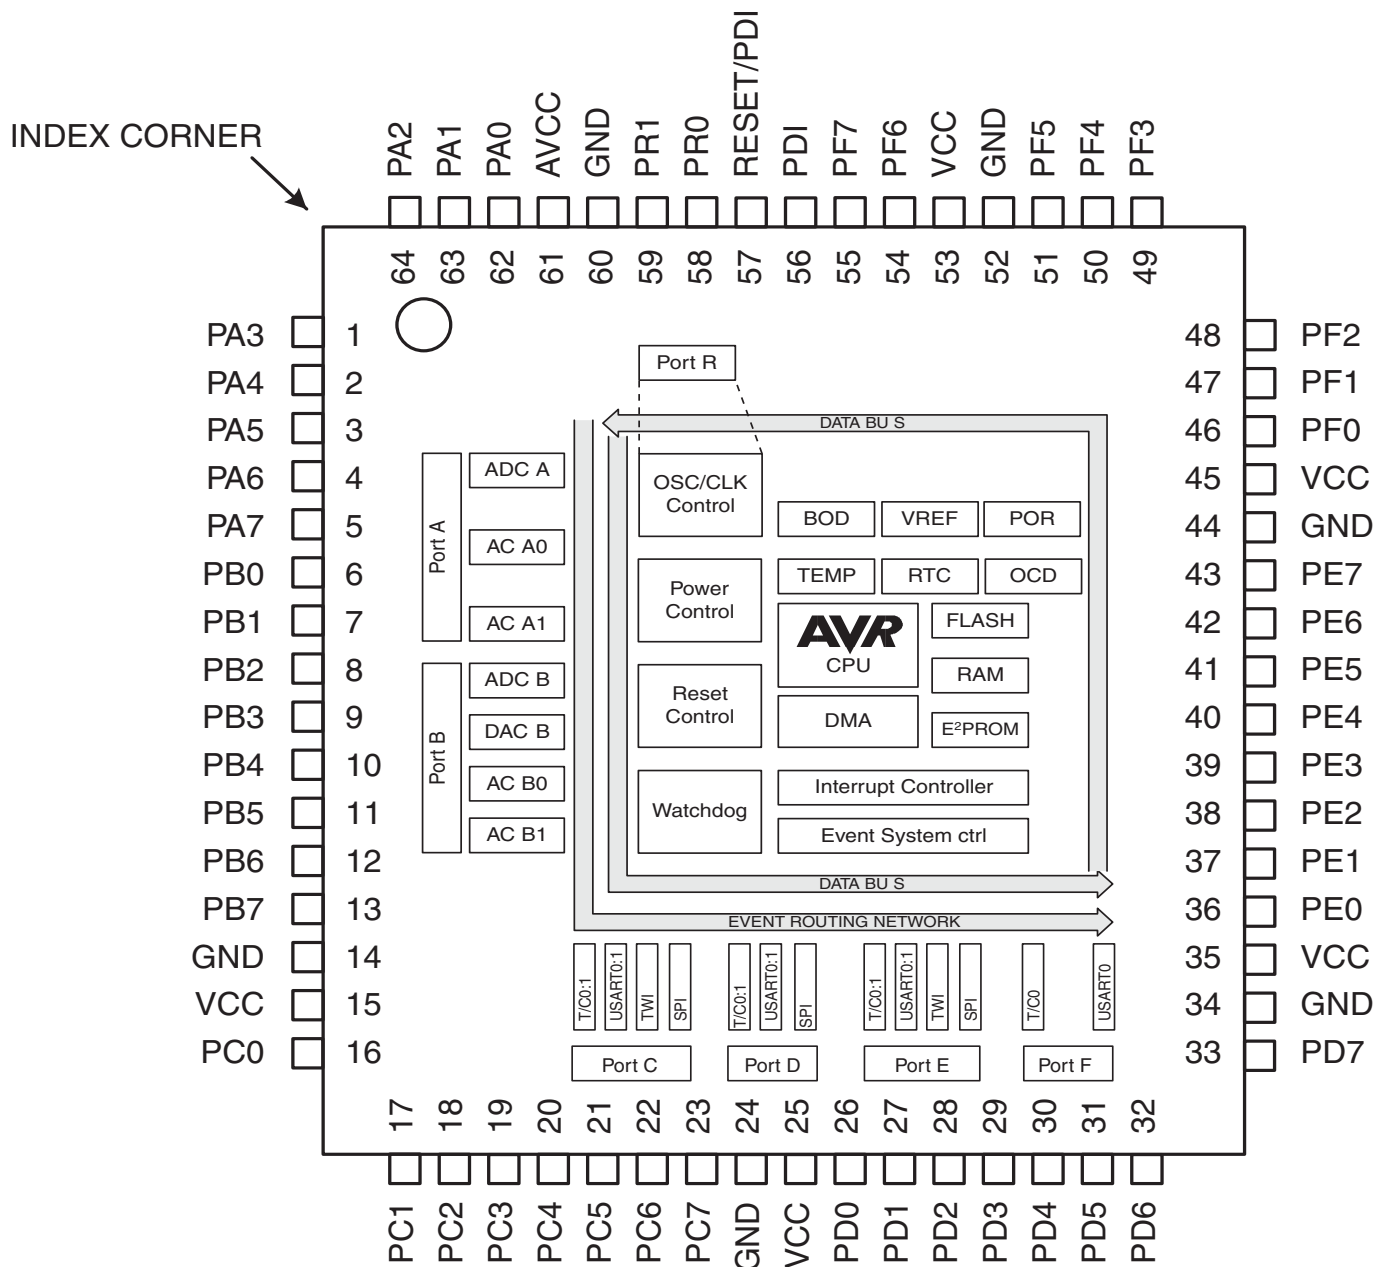 INDEX CORNER
PA2
PA1
PA0
AVCC
GND
PR1
PR0
RESET/PDI
PDI
PF7
PF6
VCC
GND
PF5
PF4
PF3
64
63
62
61
60
59
58
57
56
55
54
53
52
51
50
49
PA3 1
PA4 2
PA5 3
PA6 4
PA7 5
PB0 6
PB1 7
PB2 8
PB3 9
PB4 10
PB5 11
PB6 12
PB7 13
GND 14
VCC 15
PC0 16
48 PF2
47 PF1
46 PF0
45 VCC
44 GND
43 PE7
42 PE6
41 PE5
40 PE4
39 PE3
38 PE2
37 PE1
36 PE0
35 VCC
34 GND
33 PD7
Port R
DATA BU S
Port A
ADC A
AC A0
AC A1
Port B
ADC B
DAC B
AC B0
AC B1
OSC/CLK
Control
Power
Control
Reset
Control
Watchdog
BOD
VREF
POR
TEMP
RTC
OCD
AVR
CPU
FLASH
RAM
DMA
E²PROM
Interrupt Controller
Event System ctrl
DATA BU S
EVENT ROUTING NETWORK
T/C0:1
USART0:1
TWI
SPI
T/C0:1
USART0:1
SPI
T/C0:1
USART0:1
TWI
SPI
T/C0
USART0
Port C
Port D
Port E
Port F
17
18
19
20
21
22
23
24
25
26
27
28
29
30
31
32
PC1
PC2
PC3
PC4
PC5
PC6
PC7
GND
VCC
PD0
PD1
PD2
PD3
PD4
PD5
PD6